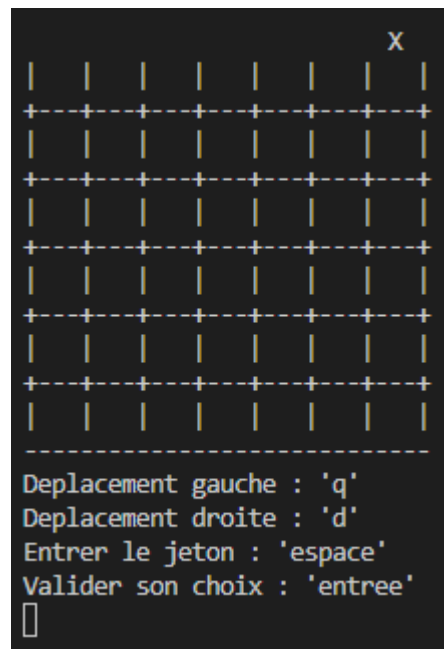 X
|   |   |   |   |   |   |   |
+---+---+---+---+---+---+---+
|   |   |   |   |   |   |   |
+---+---+---+---+---+---+---+
|   |   |   |   |   |   |   |
+---+---+---+---+---+---+---+
|   |   |   |   |   |   |   |
+---+---+---+---+---+---+---+
|   |   |   |   |   |   |   |
+---+---+---+---+---+---+---+
|   |   |   |   |   |   |   |
-----------------------------
Deplacement gauche : 'q'
Deplacement droite : 'd'
Entrer le jeton : 'espace'
Valider son choix : 'entree'